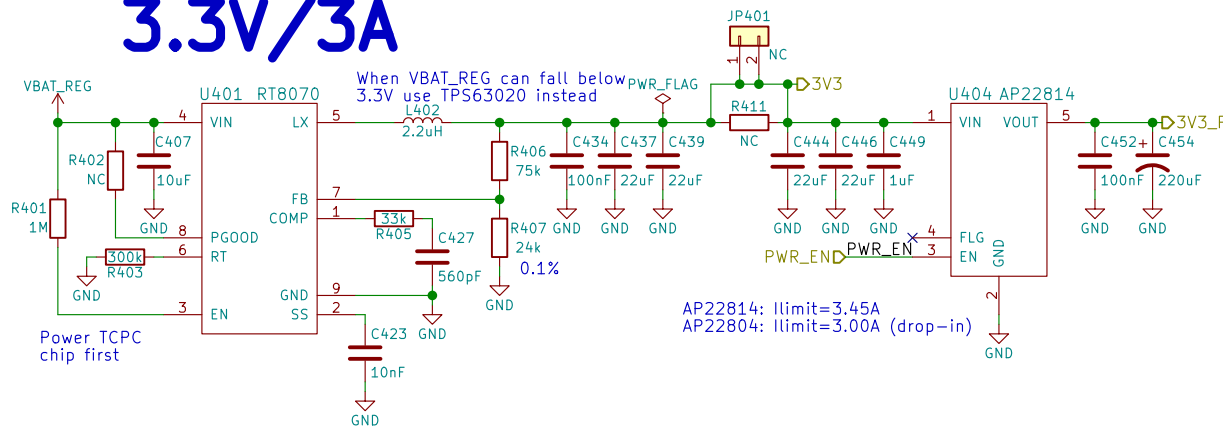 3.3V/3A
JP401
NC
1
2
3V3
VBAT_REG
When VBAT_REG can fall below
3.3V use TPS63020 instead
PWR_FLAG
U401 RT8070
L402
2.2uH
R411
NC
U404 AP22814
4 VIN
LX 5
1 VIN
VOUT 5
3V3_F
R402
NC
C407
10uF
GND
R406
75k
C434
100nF
GND
C437
22uF
GND
C439
22uF
GND
C444
22uF
GND
C446
22uF
GND
C449
1uF
GND
C452
100nF
GND
C454
+
220uF
GND
R401
1M
FB 7
COMP 1
33k
R405
C427
560pF
R407
24k
0.1%
GND
8 PGOOD
6 RT
300k
R403
GND
GND 9
GND
SS 2
3 EN
C423
10nF
GND
Power TCPC
chip first
4 FLG
PWR_EN
PWR_EN
3 EN
GND
2
GND
AP22814: Ilimit=3.45A
AP22804: Ilimit=3.00A (drop-in)